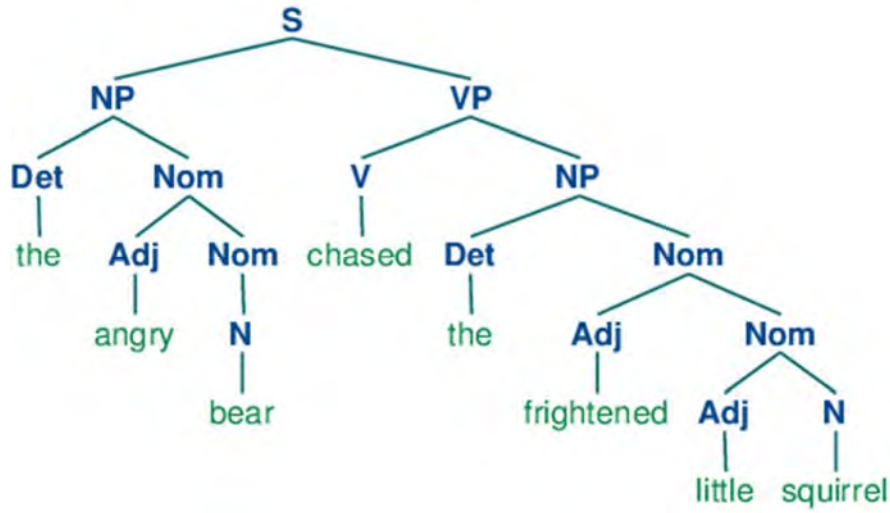 S
NP VP
Det Nom V NP
the Adj Nom chased Det Nom
angry N the Adj Nom
bear frightened Adj N
little squirrel